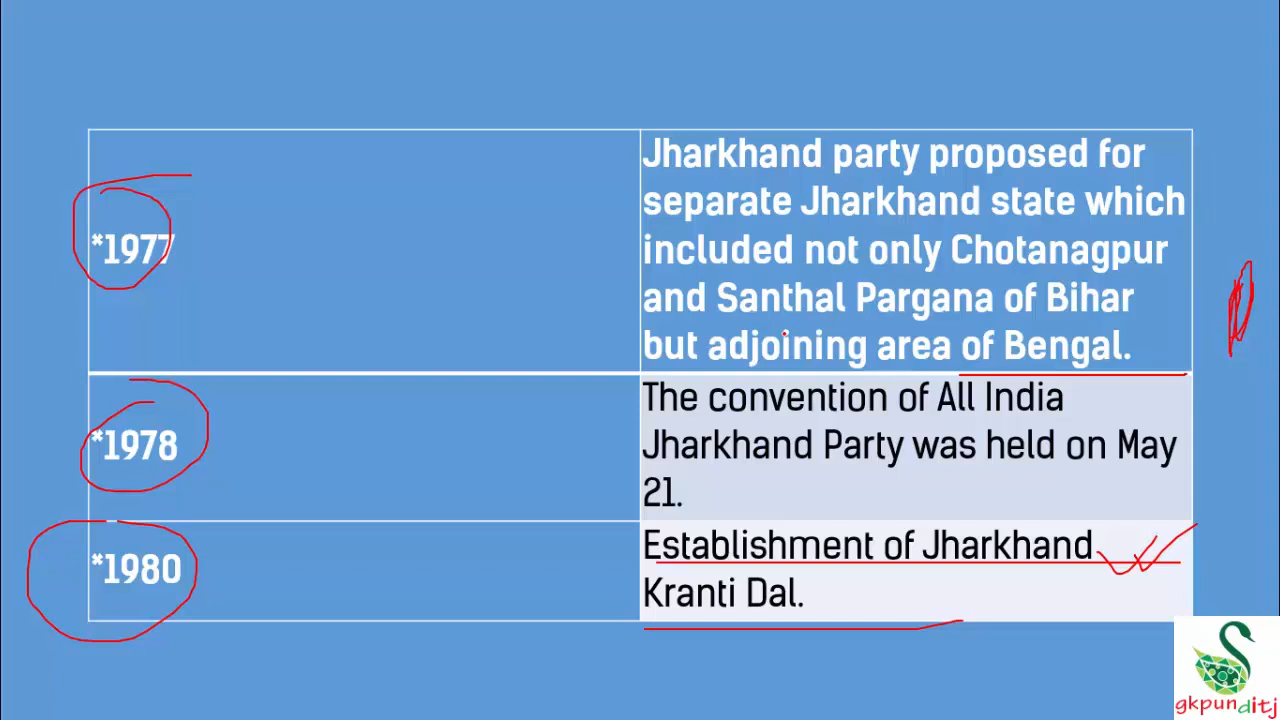 *1977
Jharkhand party proposed for
separate Jharkhand state which
included not only Chotanagpur
and Santhal Pargana of Bihar
but adjoining area of Bengal.
*1978
The convention of All India
Jharkhand Party was held on May
21.
*1980
Establishment of Jharkhand
Kranti Dal.
gkpunditj